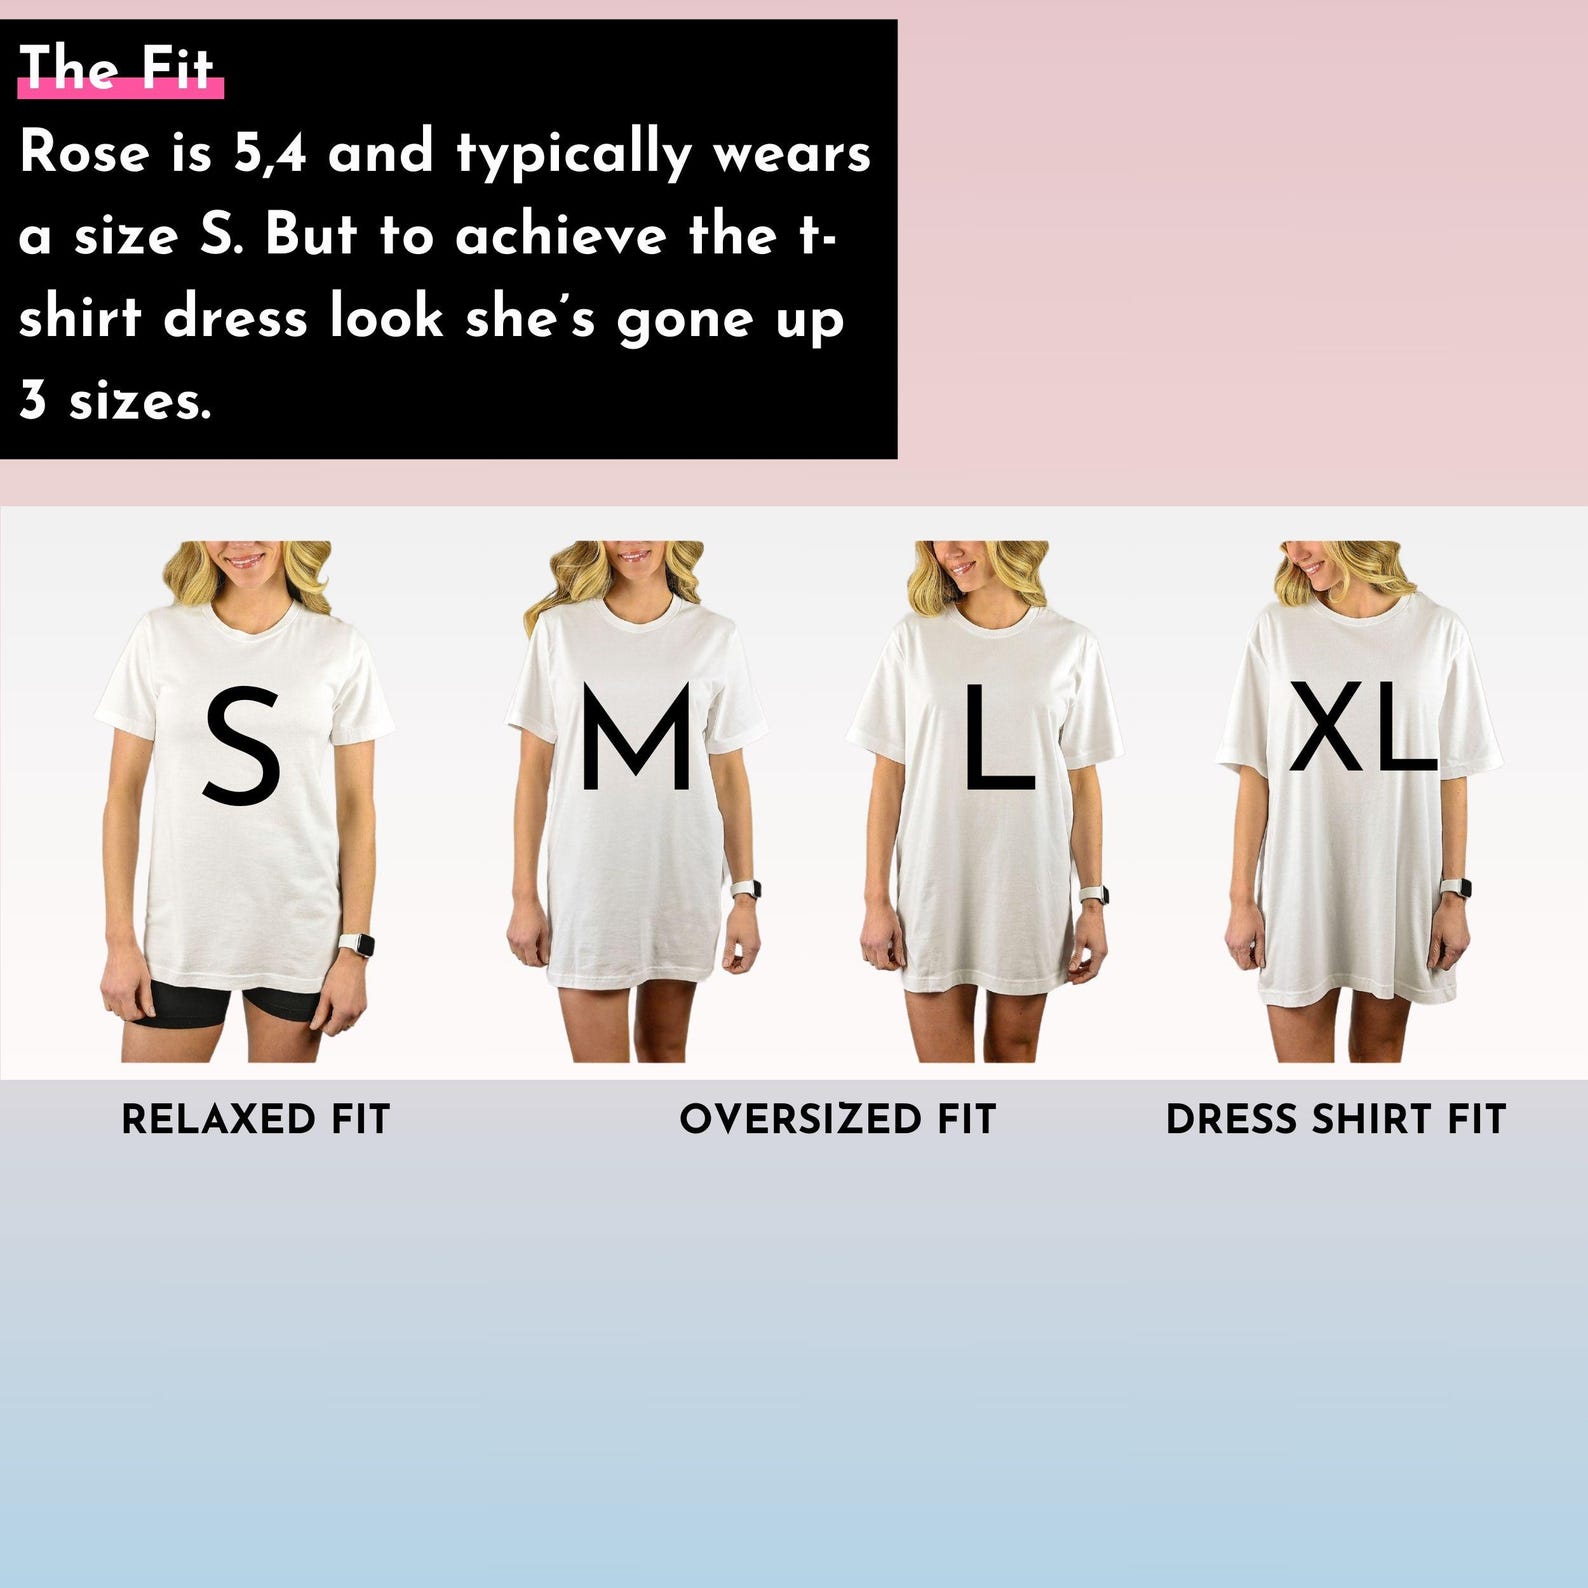 The Fit
Rose is 5,4 and typically wears
a size S. But to achieve the t-
shirt dress look she's gone up
3 sizes.
S
M
L
XL
RELAXED FIT
OVERSIZED FIT
DRESS SHIRT FIT